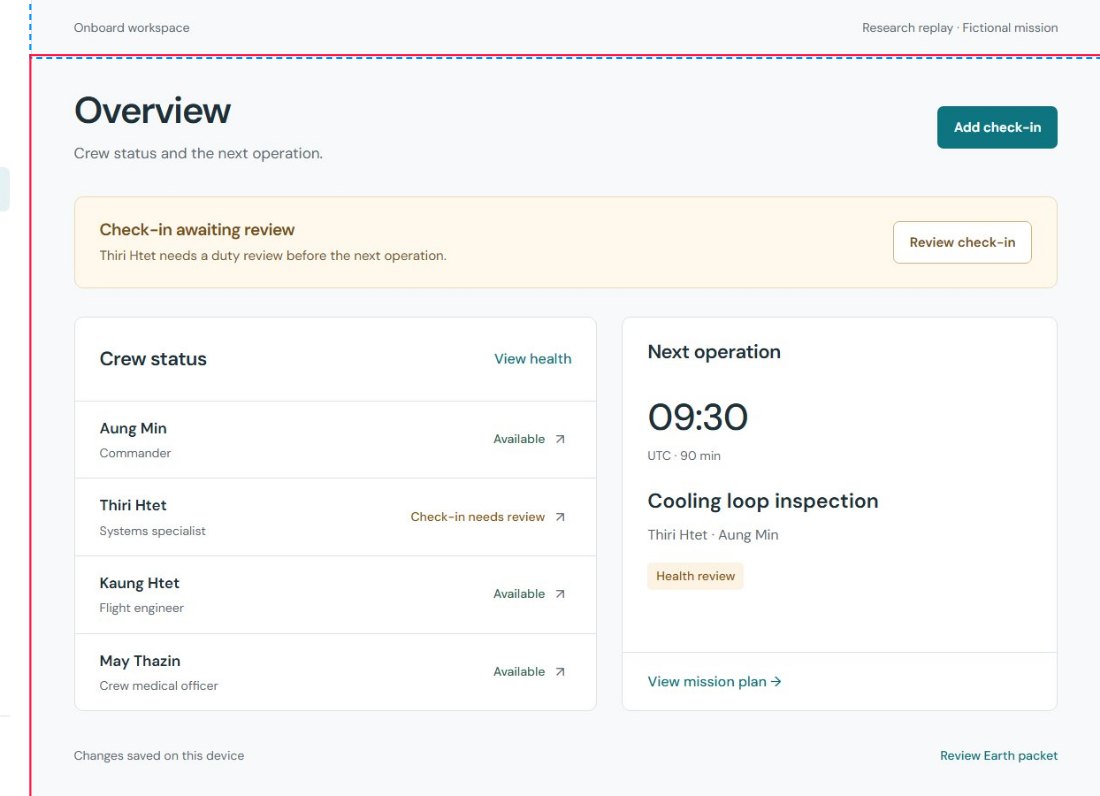 Onboard workspace
Research replay · Fictional mission
Overview
Crew status and the next operation.
Add check-in
Check-in awaiting review
Thiri Htet needs a duty review before the next operation.
Review check-in
Crew status
View health
Aung Min
Commander
Available ↗
Thiri Htet
Systems specialist
Check-in needs review ↗
Kaung Htet
Flight engineer
Available ↗
May Thazin
Crew medical officer
Available ↗
Next operation
09:30
UTC · 90 min
Cooling loop inspection
Thiri Htet · Aung Min
Health review
View mission plan →
Changes saved on this device
Review Earth packet